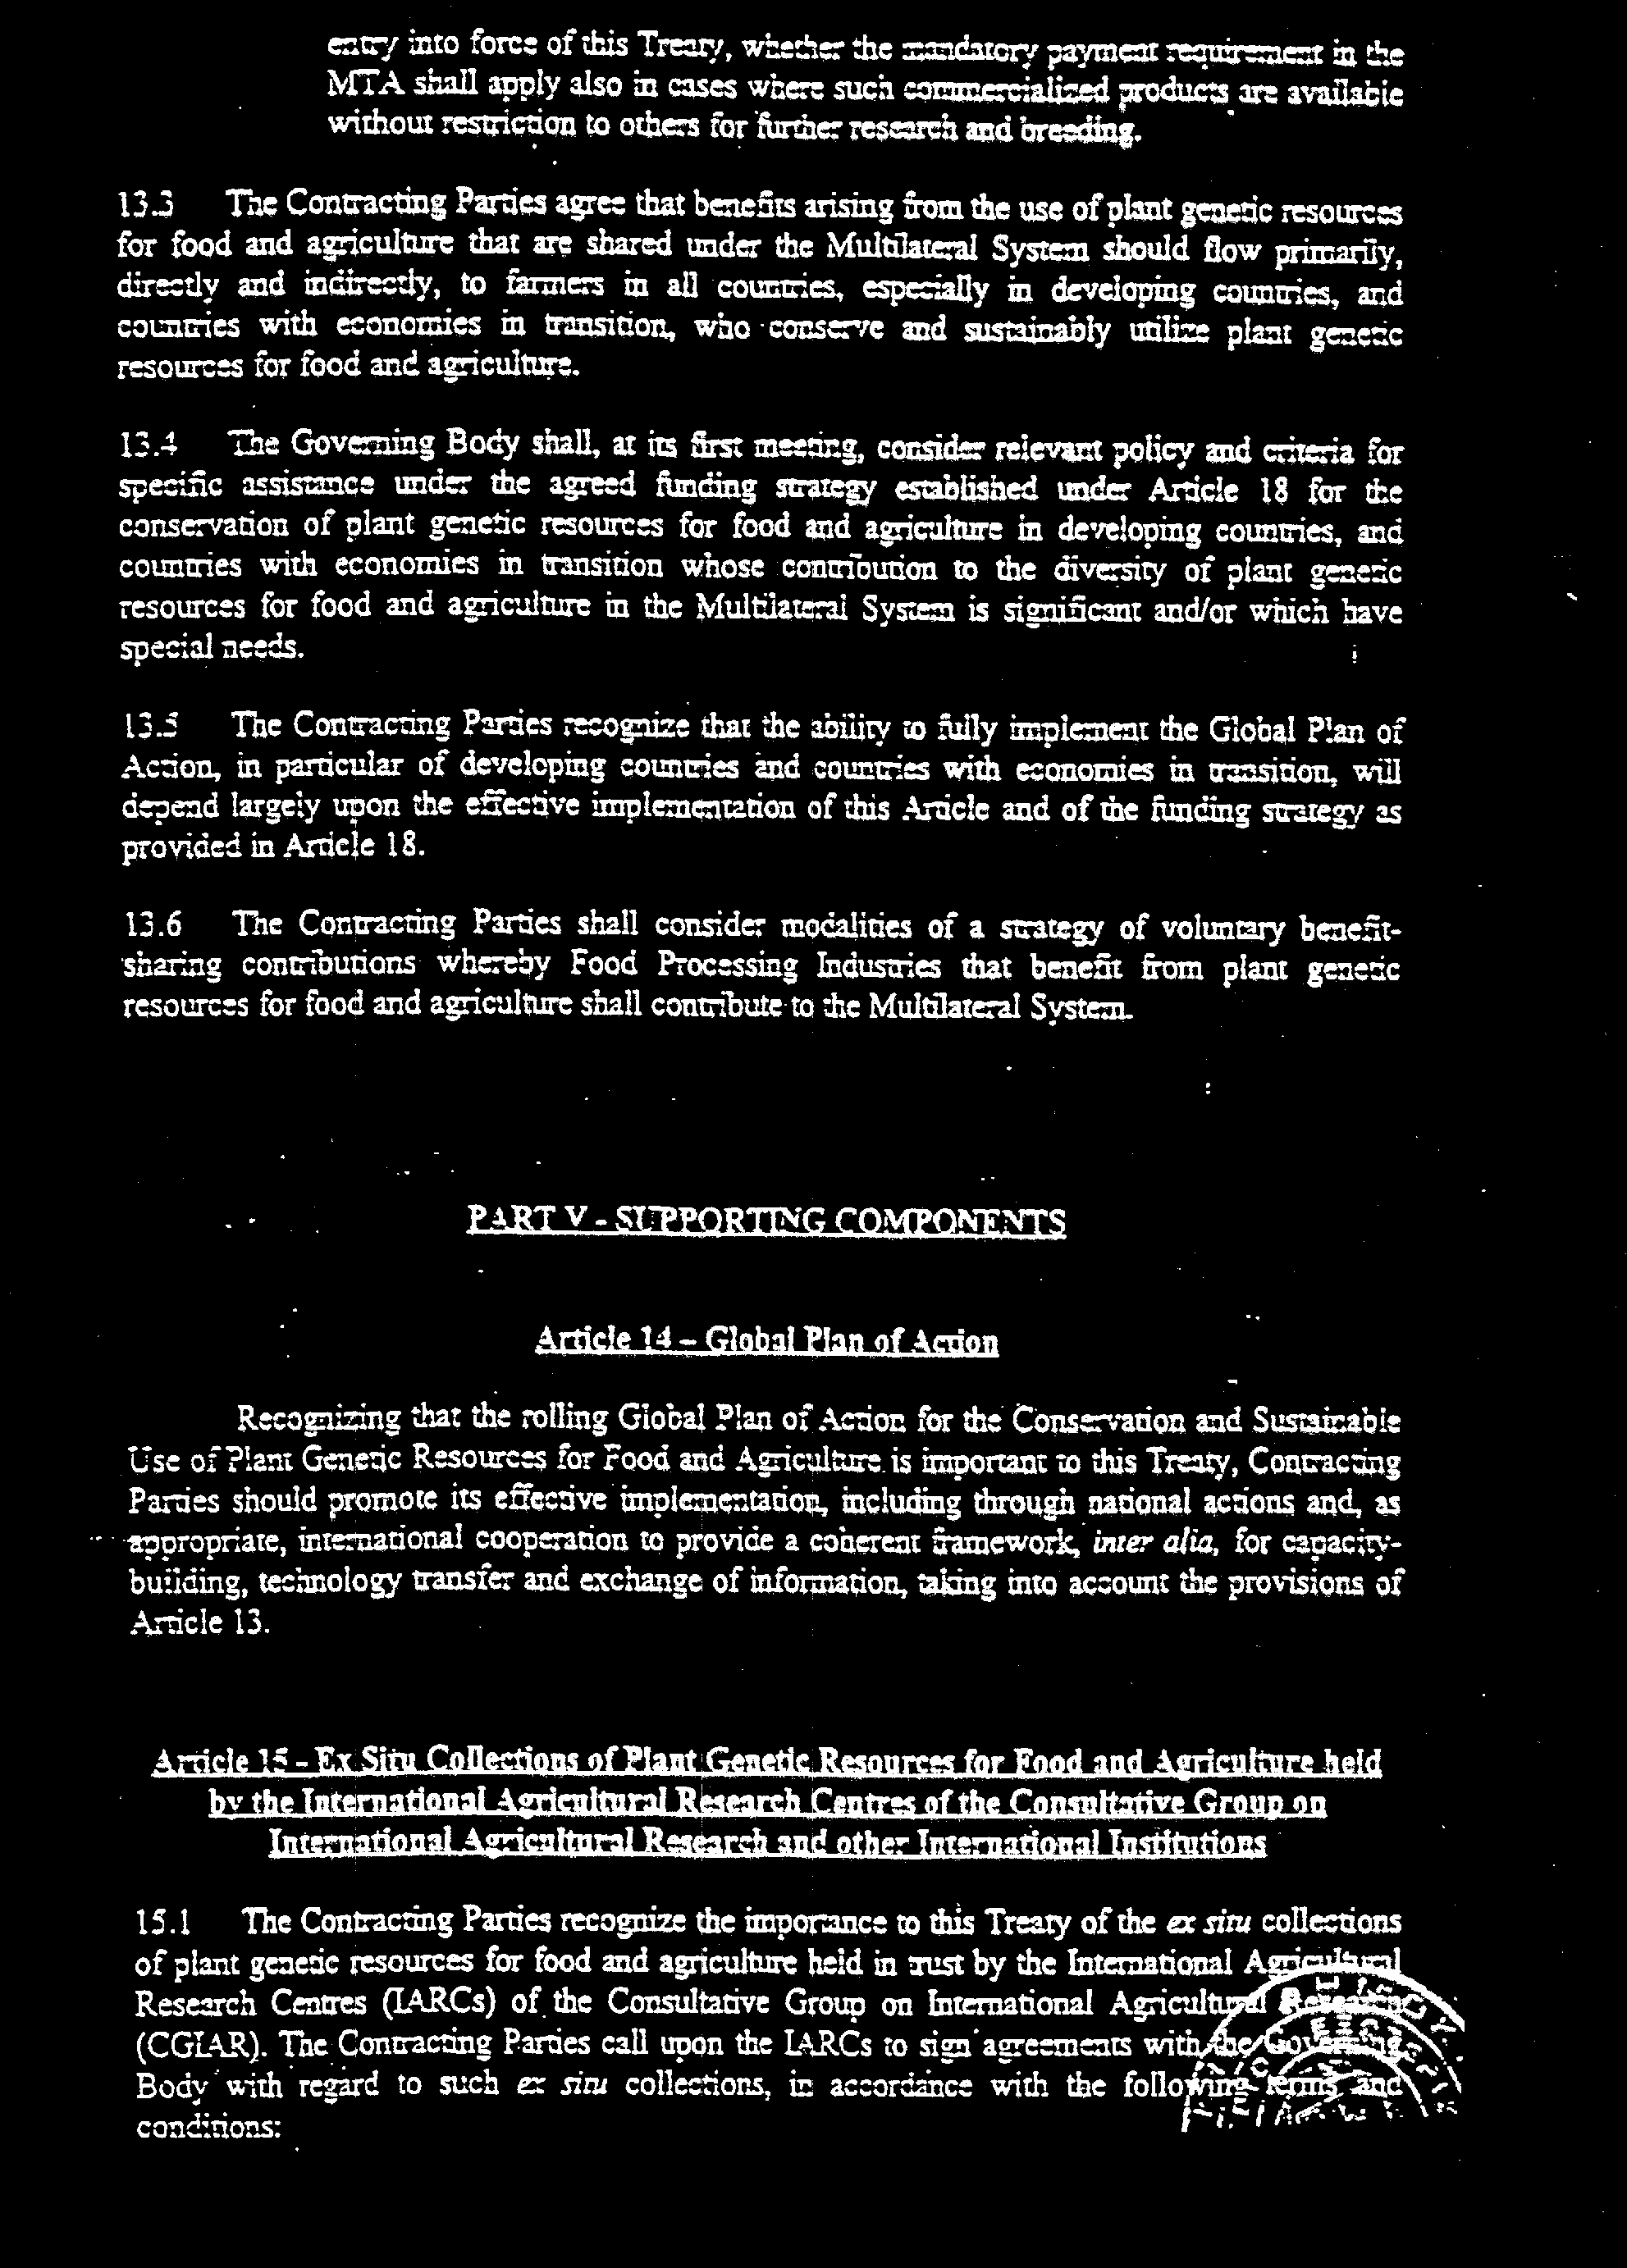 entry into force of this Treaty, whether the mandatory payment requirement in the
MTA shall apply also in cases where such commercialized products are available
without restriction to others for further research and breeding.
13.3 The Contracting Parties agree that benefits arising from the use of plant genetic resources
for food and agriculture that are shared under the Multilateral System should flow primarily,
directly and indirectly, to farmers in all countries, especially in developing countries, and
countries with economies in transition, who conserve and sustainably utilize plant genetic
resources for food and agriculture.
13.4 The Governing Body shall, at its first meeting, consider relevant policy and criteria for
specific assistance under the agreed funding strategy established under Article 18 for the
conservation of plant genetic resources for food and agriculture in developing countries, and
countries with economies in transition whose contribution to the diversity of plant genetic
resources for food and agriculture in the Multilateral System is significant and/or which have
special needs.
13.5 The Contracting Parties recognize that the ability to fully implement the Global Plan of
Action, in particular of developing countries and countries with economies in transition, will
depend largely upon the effective implementation of this Article and of the funding strategy as
provided in Article 18.
13.6 The Contracting Parties shall consider modalities of a strategy of voluntary benefit-
sharing contributions whereby Food Processing Industries that benefit from plant genetic
resources for food and agriculture shall contribute to the Multilateral System.
PART V - SUPPORTING COMPONENTS
Article 14 – Global Plan of Action
Recognizing that the rolling Global Plan of Action for the Conservation and Sustainable
Use of Plant Genetic Resources for Food and Agriculture is important to this Treaty, Contracting
Parties should promote its effective implementation, including through national actions and, as
appropriate, international cooperation to provide a coherent framework, inter alia, for capacity-
building, technology transfer and exchange of information, taking into account the provisions of
Article 13.
Article 15 - Ex Situ Collections of Plant Genetic Resources for Food and Agriculture held
by the International Agricultural Research Centres of the Consultative Group on
International Agricultural Research and other International Institutions
15.1 The Contracting Parties recognize the importance to this Treaty of the ex situ collections
of plant genetic resources for food and agriculture held in trust by the International Agricultural
Research Centres (IARCs) of the Consultative Group on International Agricultural Research
(CGIAR). The Contracting Parties call upon the IARCs to sign agreements with the Governing
Body with regard to such ex situ collections, in accordance with the following terms and
conditions: